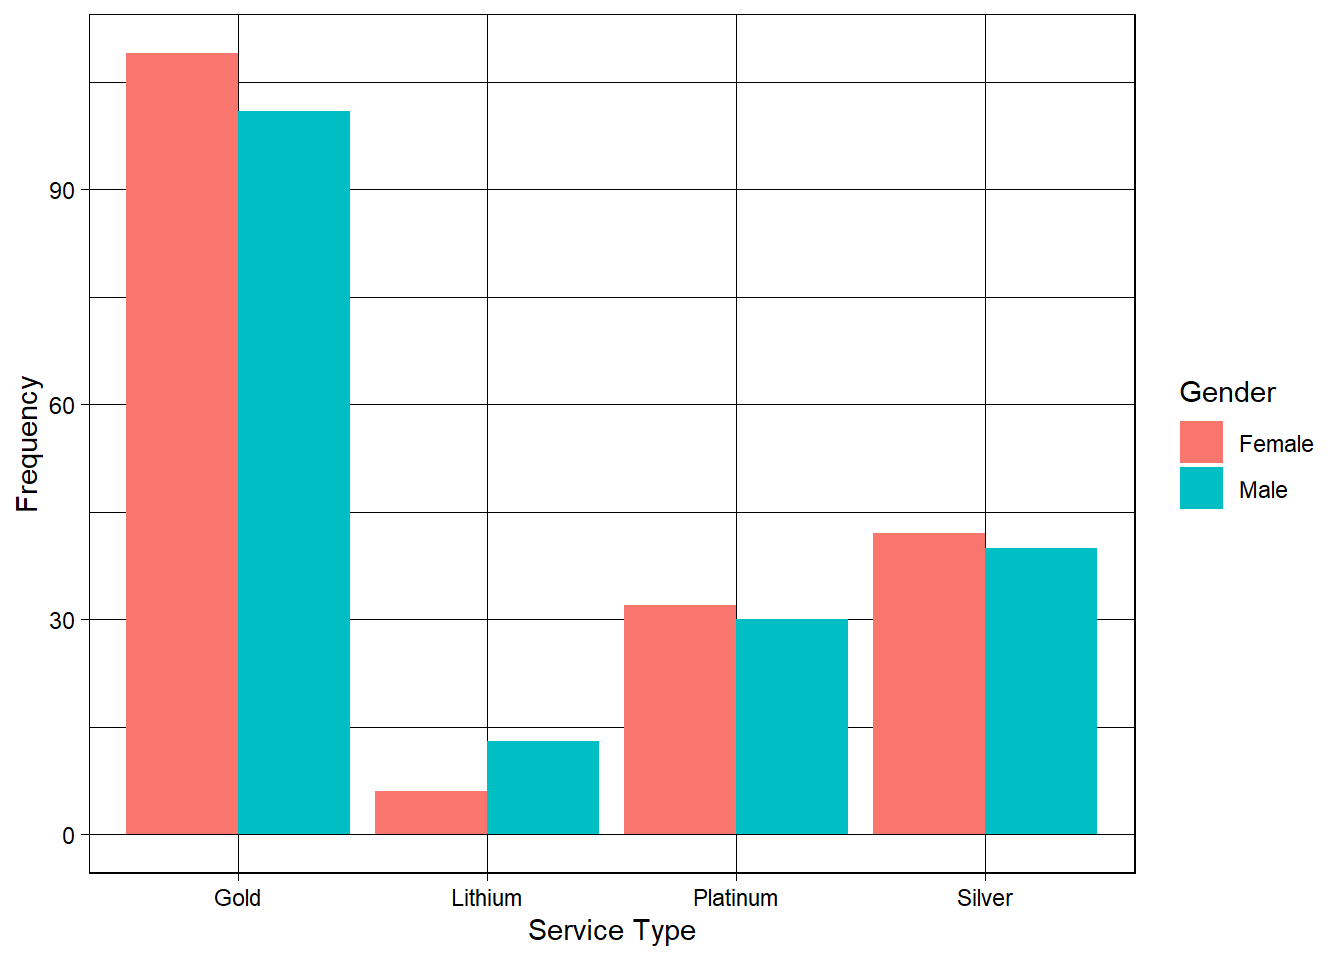 Frequency
90
60
30
0
Gold Lithium Platinum Silver
Service Type
Gender
Female
Male